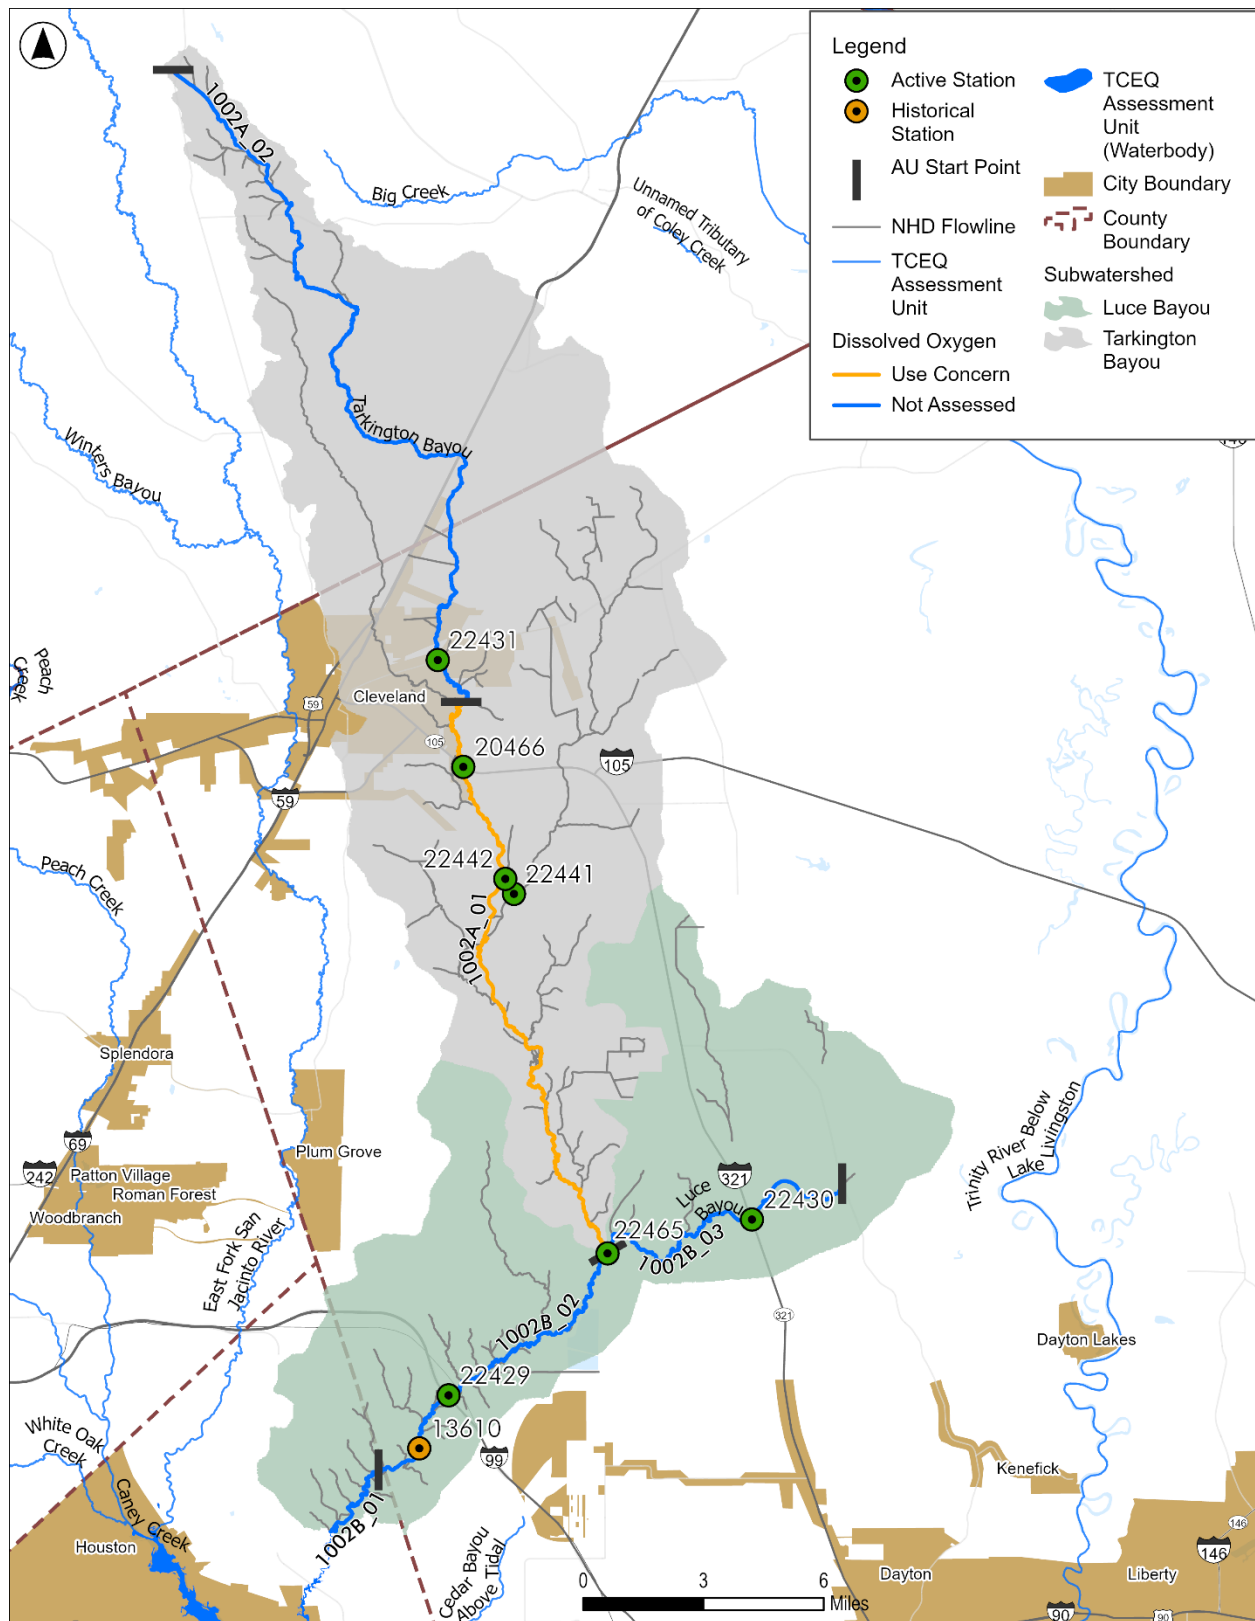 Legend
Active Station
Historical
Station
AU Start Point
NHD Flowline
TCEQ
Assessment
Unit
Dissolved Oxygen
Use Concern
Not Assessed
TCEQ
Assessment
Unit
(Waterbody)
City Boundary
County
Boundary
Subwatershed
Luce Bayou
Tarkington
Bayou
1002A_02
Big Creek
Unnamed Tributary
of Coley Creek
Tarkington Bayou
Winters Bayou
22431
Peach
Creek
Cleveland
59
105
20466
105
59
22442
22441
Peach Creek
1002A_01
Splendora
Trinity River Below
Lake Livingston
69
242
Plum Grove
Patton Village
Roman Forest
Woodbranch
321
Luce
Bayou
22430
22465
1002B_03
East Fork San
Jacinto River
1002B_02
321
Dayton Lakes
22429
13610
White Oak
Creek
99
Kenefick
Caney Creek
Houston
1002B_01
146
146
Cedar Bayou
Above Tidal
Dayton
Liberty
0
3
6
Miles
90
90